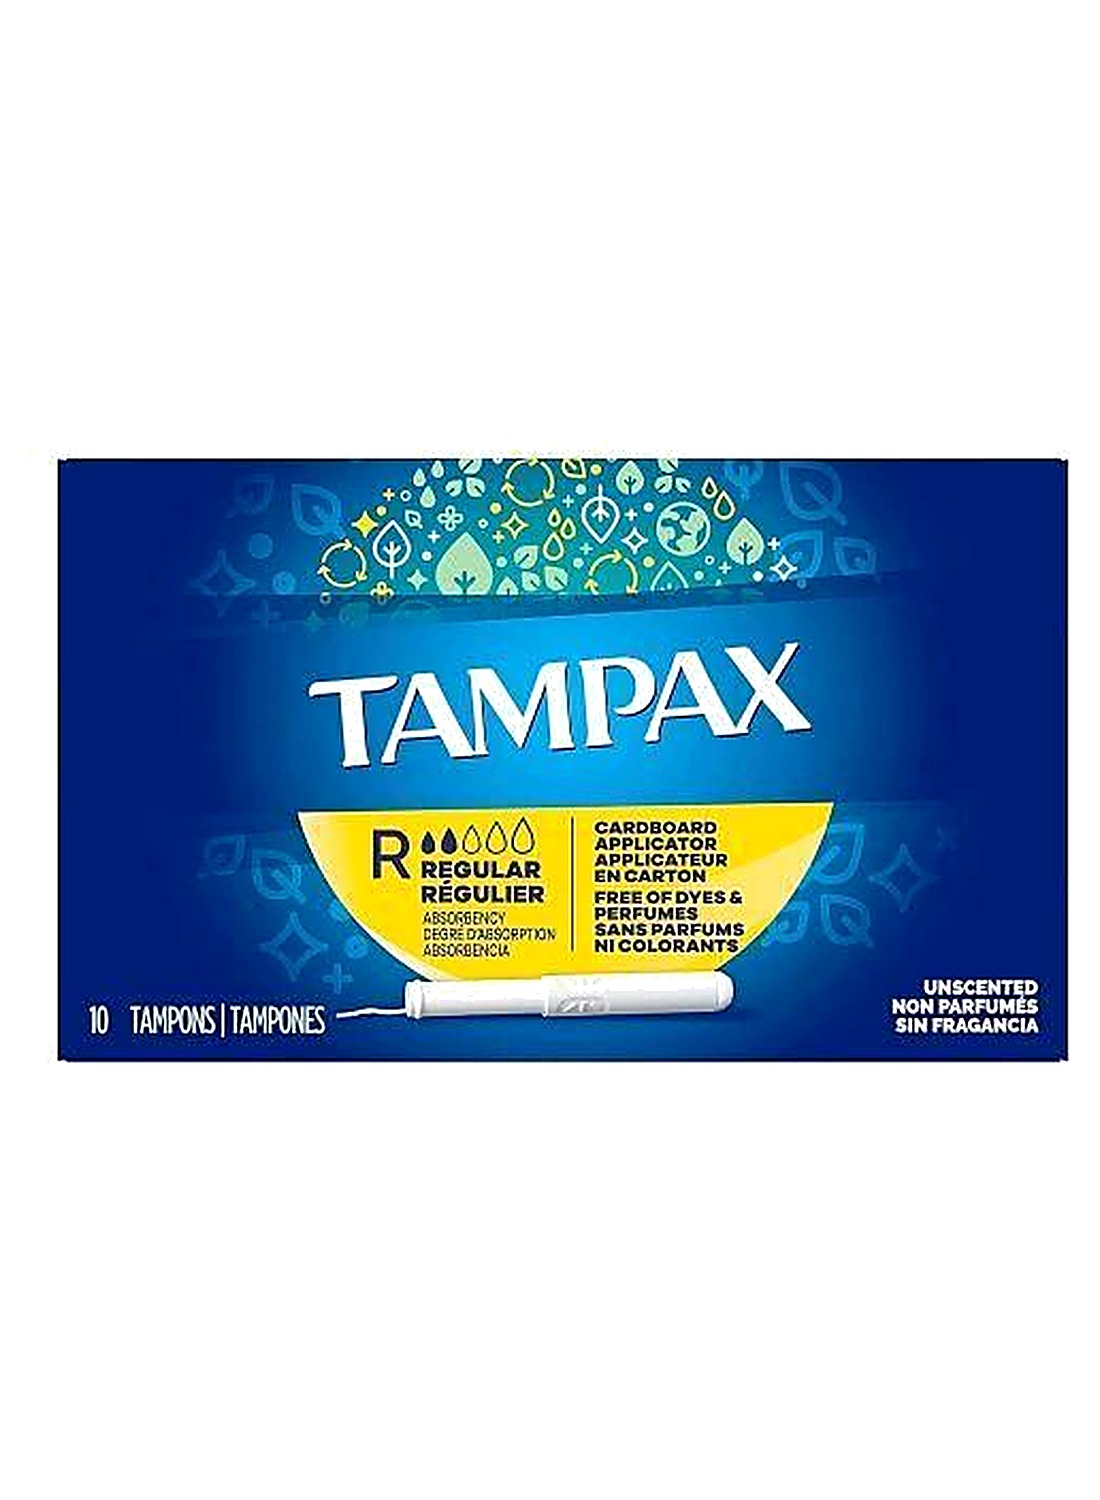 TAMPAX
R
REGULAR
RÉGULIER
ABSORBENCY
DEGRÉ D'ABSORPTION
ABSORBENCIA
CARDBOARD
APPLICATOR
APPLICATEUR
EN CARTON
FREE OF DYES &
PERFUMES
SANS PARFUMS
NI COLORANTS
10 TAMPONS | TAMPONES
UNSCENTED
NON PARFUMÉS
SIN FRAGANCIA